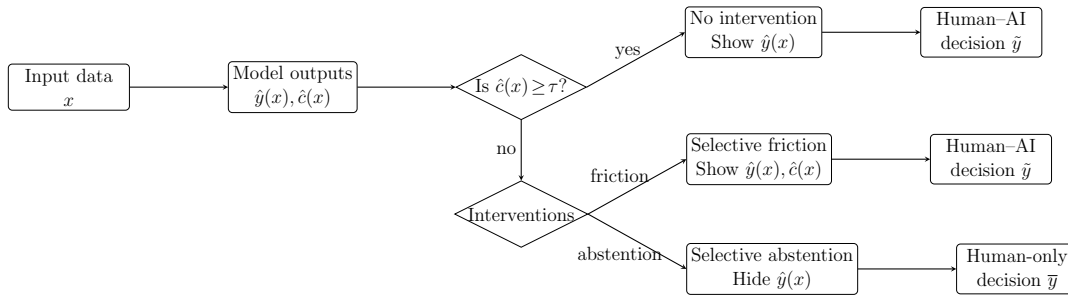 Input data
x
Model outputs
ŷ(x), ĉ(x)
Is ĉ(x) ≥ τ?
yes
no
No intervention
Show ŷ(x)
Human–AI
decision ỹ
Interventions
friction
abstention
Selective friction
Show ŷ(x), ĉ(x)
Human–AI
decision ỹ
Selective abstention
Hide ŷ(x)
Human-only
decision y̅